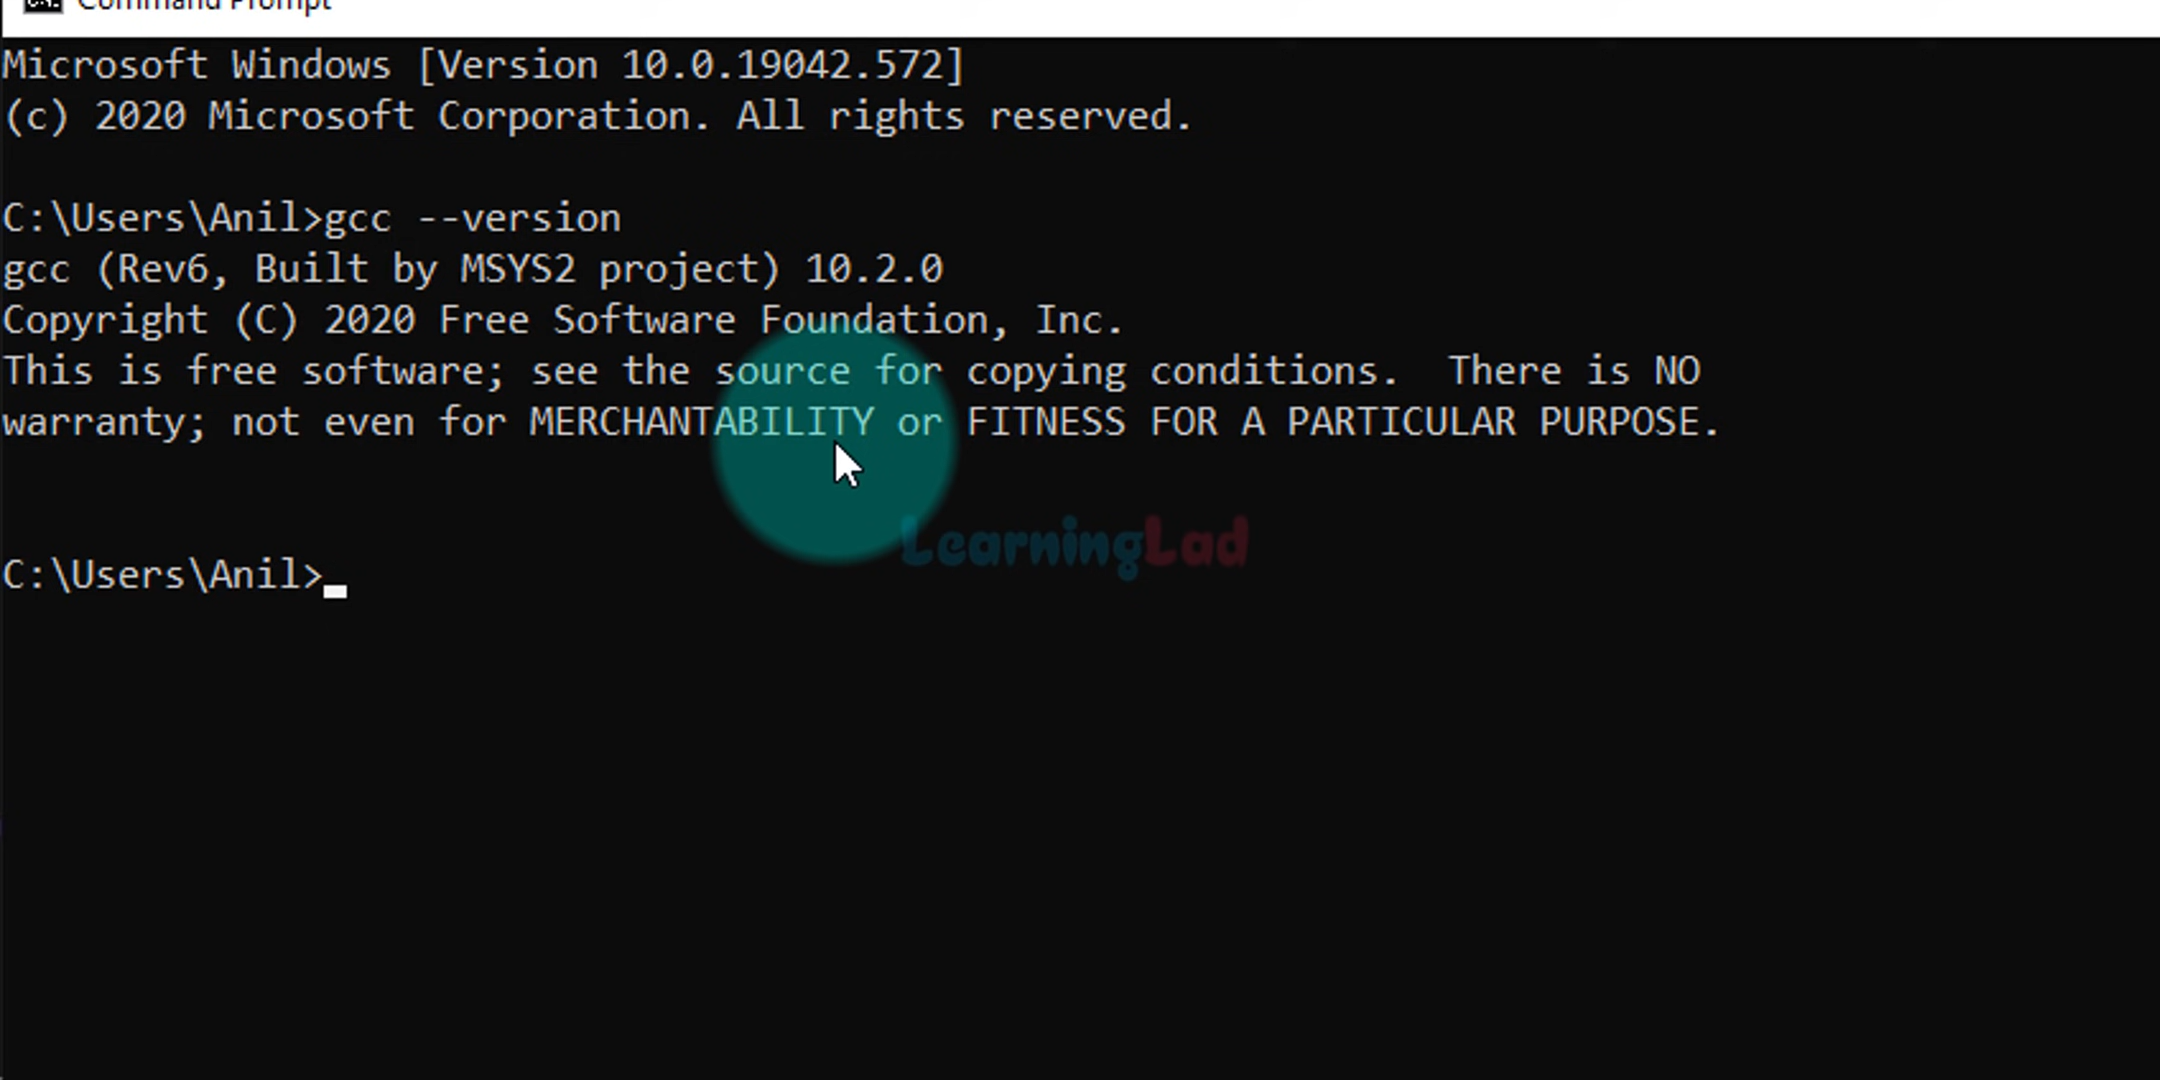 Command Prompt
Microsoft Windows [Version 10.0.19042.572]
(c) 2020 Microsoft Corporation. All rights reserved.
C:\Users\Anil>gcc --version
gcc (Rev6, Built by MSYS2 project) 10.2.0
Copyright (C) 2020 Free Software Foundation, Inc.
This is free software; see the source for copying conditions.  There is NO
warranty; not even for MERCHANTABILITY or FITNESS FOR A PARTICULAR PURPOSE.
LearningLad
C:\Users\Anil>